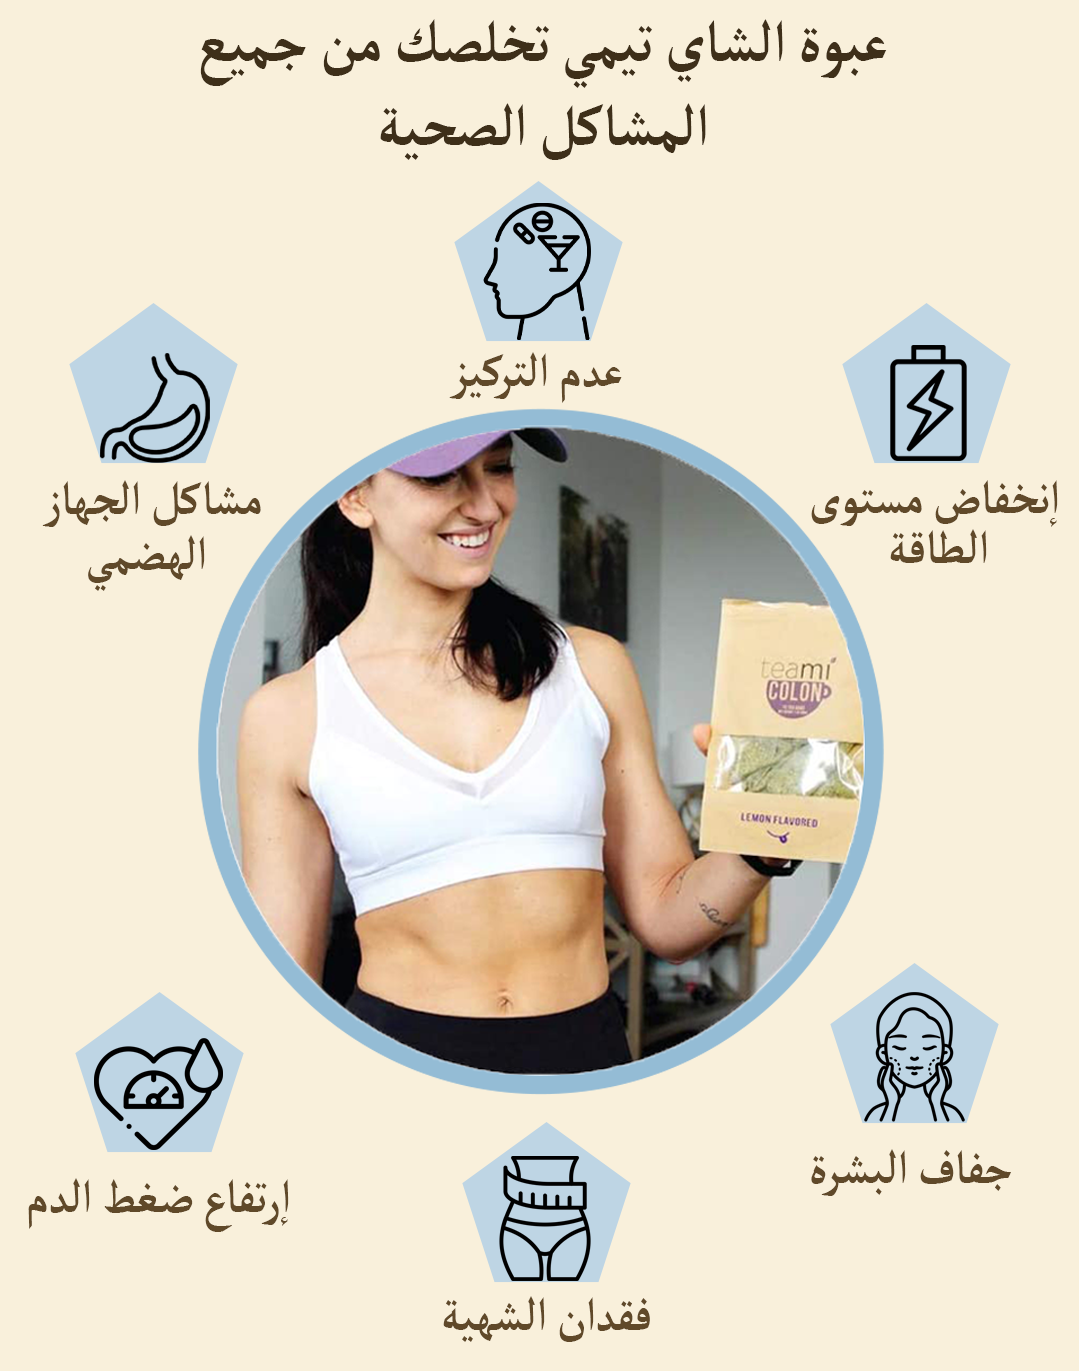 عبوة الشاي تيمي تخلصك من جميع
المشاكل الصحية
عدم التركيز
إنخفاض مستوى
الطاقة
مشاكل الجهاز
الهضمي
teami
COLON
LEMON FLAVORED
جفاف البشرة
إرتفاع ضغط الدم
فقدان الشهية